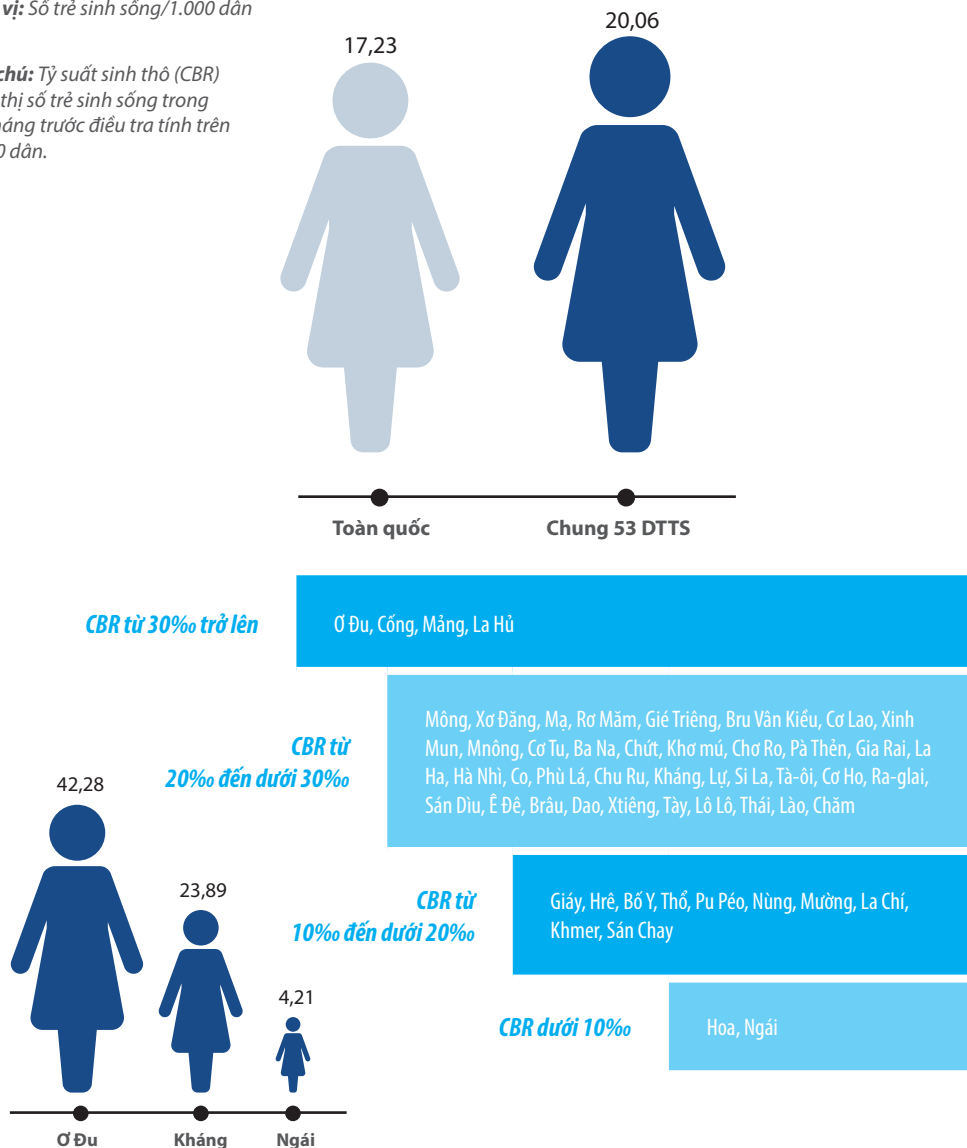 vị: Số trẻ sinh sống/1.000 dân
chú: Tỷ suất sinh thô (CBR)
thị số trẻ sinh sống trong
áng trước điều tra tính trên
0 dân.
17,23
20,06
Toàn quốc
Chung 53 DTTS
CBR từ 30‰ trở lên
Ơ Đu, Cống, Mảng, La Hủ
CBR từ
20‰ đến dưới 30‰
Mông, Xơ Đăng, Mạ, Rơ Măm, Gié Triêng, Bru Vân Kiều, Cơ Lao, Xinh
Mun, Mnông, Cơ Tu, Ba Na, Chứt, Khơ mú, Chơ Ro, Pà Thẻn, Gia Rai, La
Ha, Hà Nhì, Co, Phù Lá, Chu Ru, Kháng, Lự, Si La, Tà-ôi, Cơ Ho, Ra-glai,
Sán Dìu, Ê Đê, Brâu, Dao, Xtiêng, Tày, Lô Lô, Thái, Lào, Chăm
CBR từ
10‰ đến dưới 20‰
Giáy, Hrê, Bố Y, Thổ, Pu Péo, Nùng, Mường, La Chí,
Khmer, Sán Chay
CBR dưới 10‰
Hoa, Ngái
42,28
23,89
4,21
Ơ Đu
Kháng
Ngái